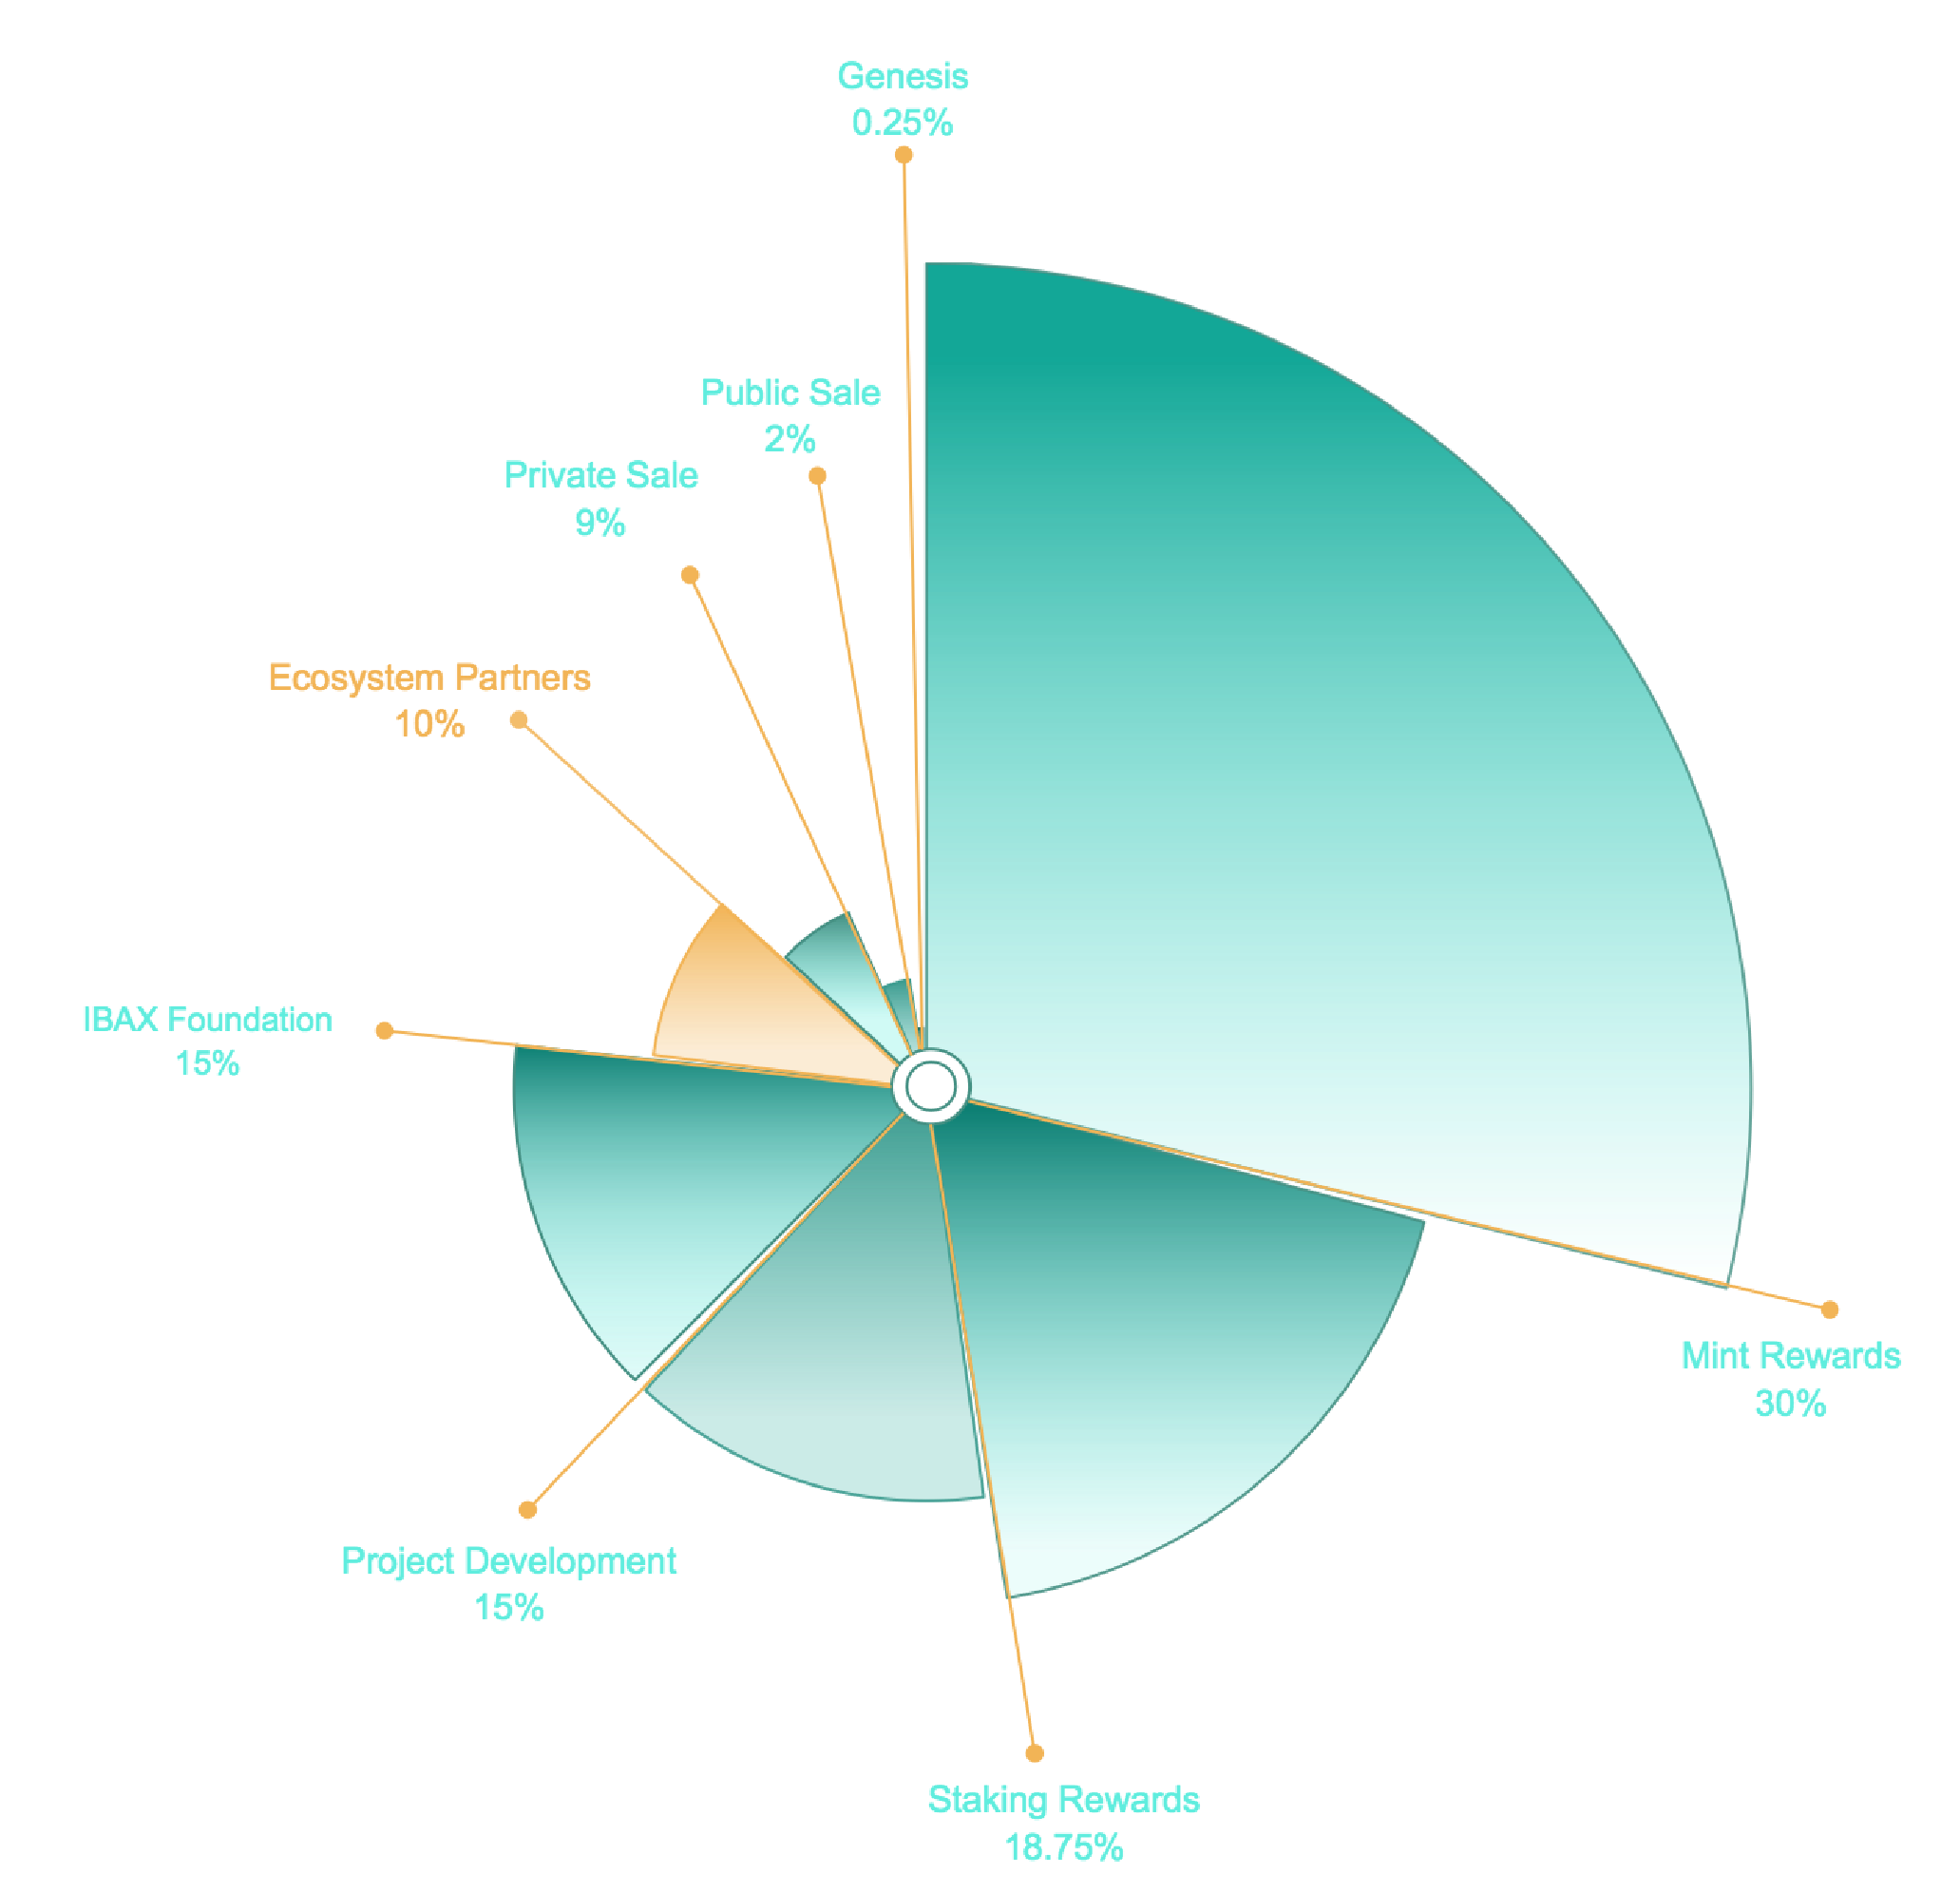 Genesis
0.25%
Public Sale
2%
Private Sale
9%
Ecosystem Partners
10%
IBAX Foundation
15%
Mint Rewards
30%
Project Development
15%
Staking Rewards
18.75%